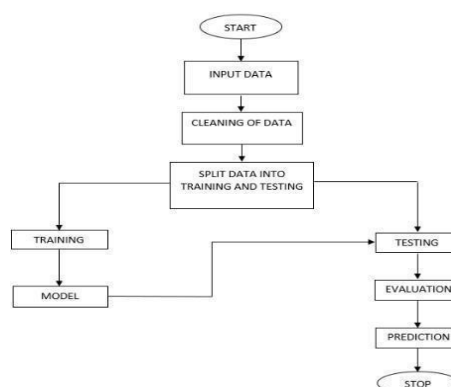 START
INPUT DATA
CLEANING OF DATA
SPLIT DATA INTO
TRAINING AND TESTING
TRAINING
TESTING
MODEL
EVALUATION
PREDICTION
STOP